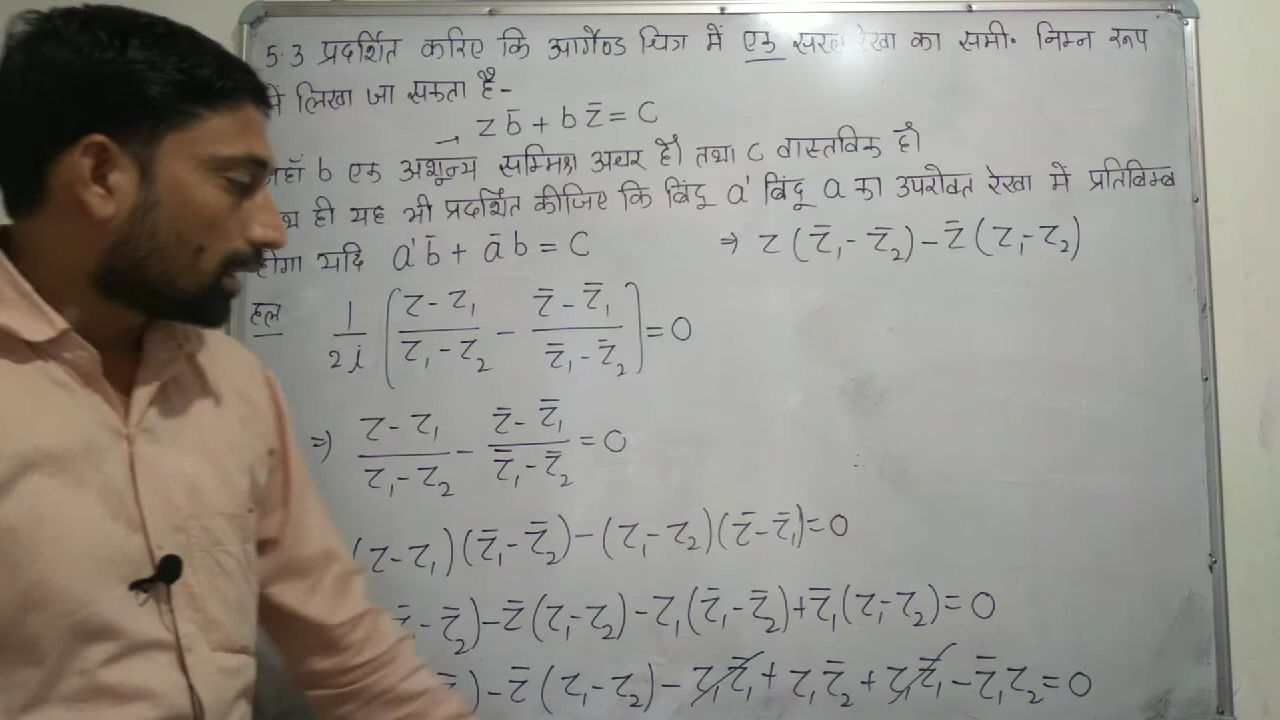 5.3 प्रदर्शित करिए कि आर्गेण्ड चित्र में एक सरल रेखा का समी० निम्न रूप
में लिखा जा सकता है-
→ z b̄ + b z̄ = C
जहाँ b एक अशून्य सम्मिश्र अचर है। तथा C वास्तविक है।
ही यह भी प्रदर्शित कीजिए कि बिंदु a' बिंदु a का उपरोक्त रेखा में प्रतिबिम्ब
होगा यदि a' b̄ + ā b = C
⇒ z (z̄₁ - z̄₂) - z̄ (z₁ - z₂)
हल 1/2i ( (z - z₁)/(z₁ - z₂) - (z̄ - z̄₁)/(z̄₁ - z̄₂) ) = 0
⇒) (z - z₁)/(z₁ - z₂) - (z̄ - z̄₁)/(z̄₁ - z̄₂) = 0
(z - z₁)(z̄₁ - z̄₂) - (z₁ - z₂)(z̄ - z̄₁) = 0
- z̄₂) - z̄ (z₁ - z₂) - z₁(z̄₁ - z̄₂) + z̄₁(z₁ - z₂) = 0
) - z̄ (z₁ - z₂) - z₁z̄₁ + z₁z̄₂ + z₁z̄₁ - z̄₁z₂ = 0